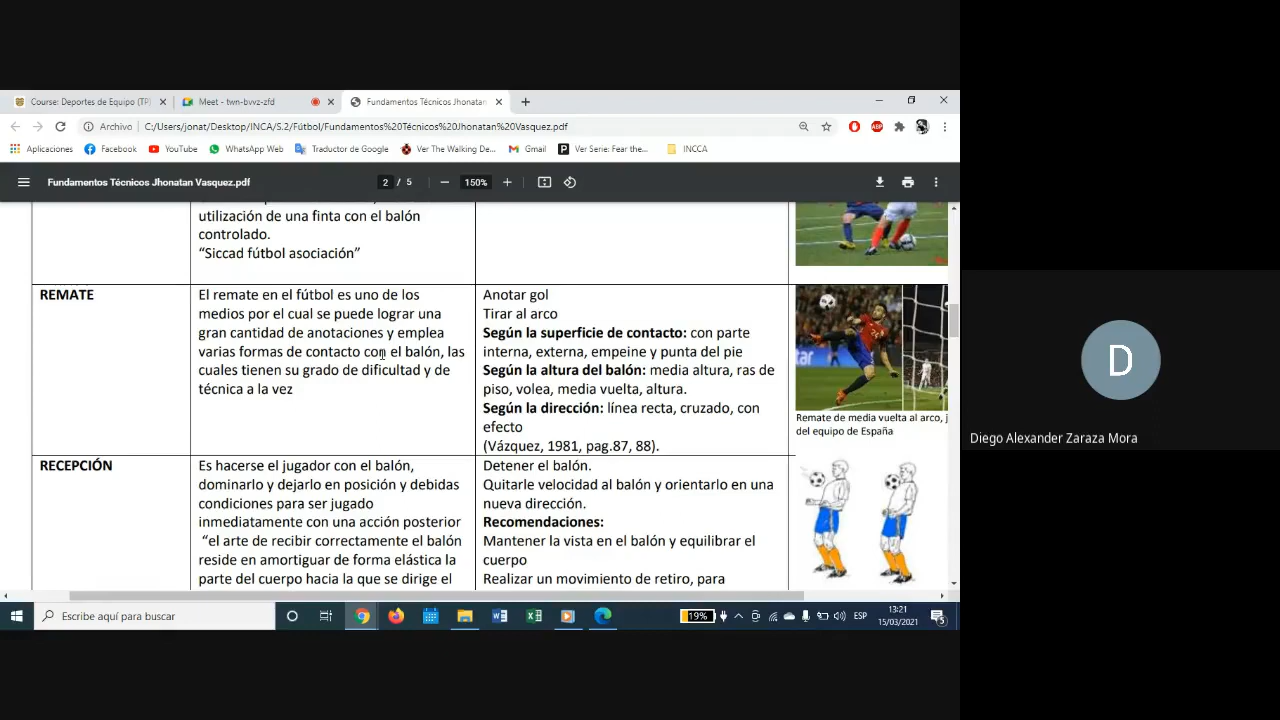 Course: Deportes de Equipo (TP)
Meet - twn-bvvz-zfd
Fundamentos Técnicos Jhonatan
Archivo
C:/Users/jonat/Desktop/INCA/S.2/Fútbol/Fundamentos%20Técnicos%20Jhonatan%20Vasquez.pdf
Aplicaciones
Facebook
YouTube
WhatsApp Web
Traductor de Google
Ver The Walking De...
Gmail
Ver Serie: Fear the...
INCCA
Fundamentos Técnicos Jhonatan Vasquez.pdf
2 / 5
150%
utilización de una finta con el balón
controlado.
“Siccad fútbol asociación”
REMATE
El remate en el fútbol es uno de los
medios por el cual se puede lograr una
gran cantidad de anotaciones y emplea
varias formas de contacto con el balón, las
cuales tienen su grado de dificultad y de
técnica a la vez
Anotar gol
Tirar al arco
Según la superficie de contacto: con parte
interna, externa, empeine y punta del pie
Según la altura del balón: media altura, ras de
piso, volea, media vuelta, altura.
Según la dirección: línea recta, cruzado, con
efecto
(Vázquez, 1981, pag.87, 88).
Remate de media vuelta al arco, j
del equipo de España
RECEPCIÓN
Es hacerse el jugador con el balón,
dominarlo y dejarlo en posición y debidas
condiciones para ser jugado
inmediatamente con una acción posterior
“el arte de recibir correctamente el balón
reside en amortiguar de forma elástica la
parte del cuerpo hacia la que se dirige el
Detener el balón.
Quitarle velocidad al balón y orientarlo en una
nueva dirección.
Recomendaciones:
Mantener la vista en el balón y equilibrar el
cuerpo
Realizar un movimiento de retiro, para
Escribe aquí para buscar
19%
ESP
13:21
15/03/2021
5
D
Diego Alexander Zaraza Mora